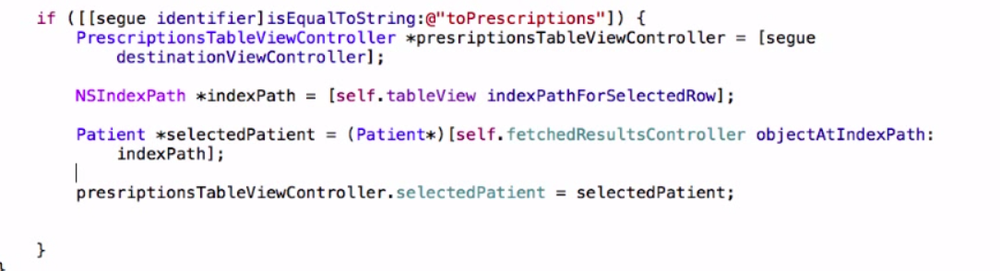 if ([[segue identifier]isEqualToString:@"toPrescriptions"]) {
PrescriptionsTableViewController *presriptionsTableViewController = [segue
destinationViewController];
NSIndexPath *indexPath = [self.tableView indexPathForSelectedRow];
Patient *selectedPatient = (Patient*)[self.fetchedResultsController objectAtIndexPath:
indexPath];
presriptionsTableViewController.selectedPatient = selectedPatient;
}
}